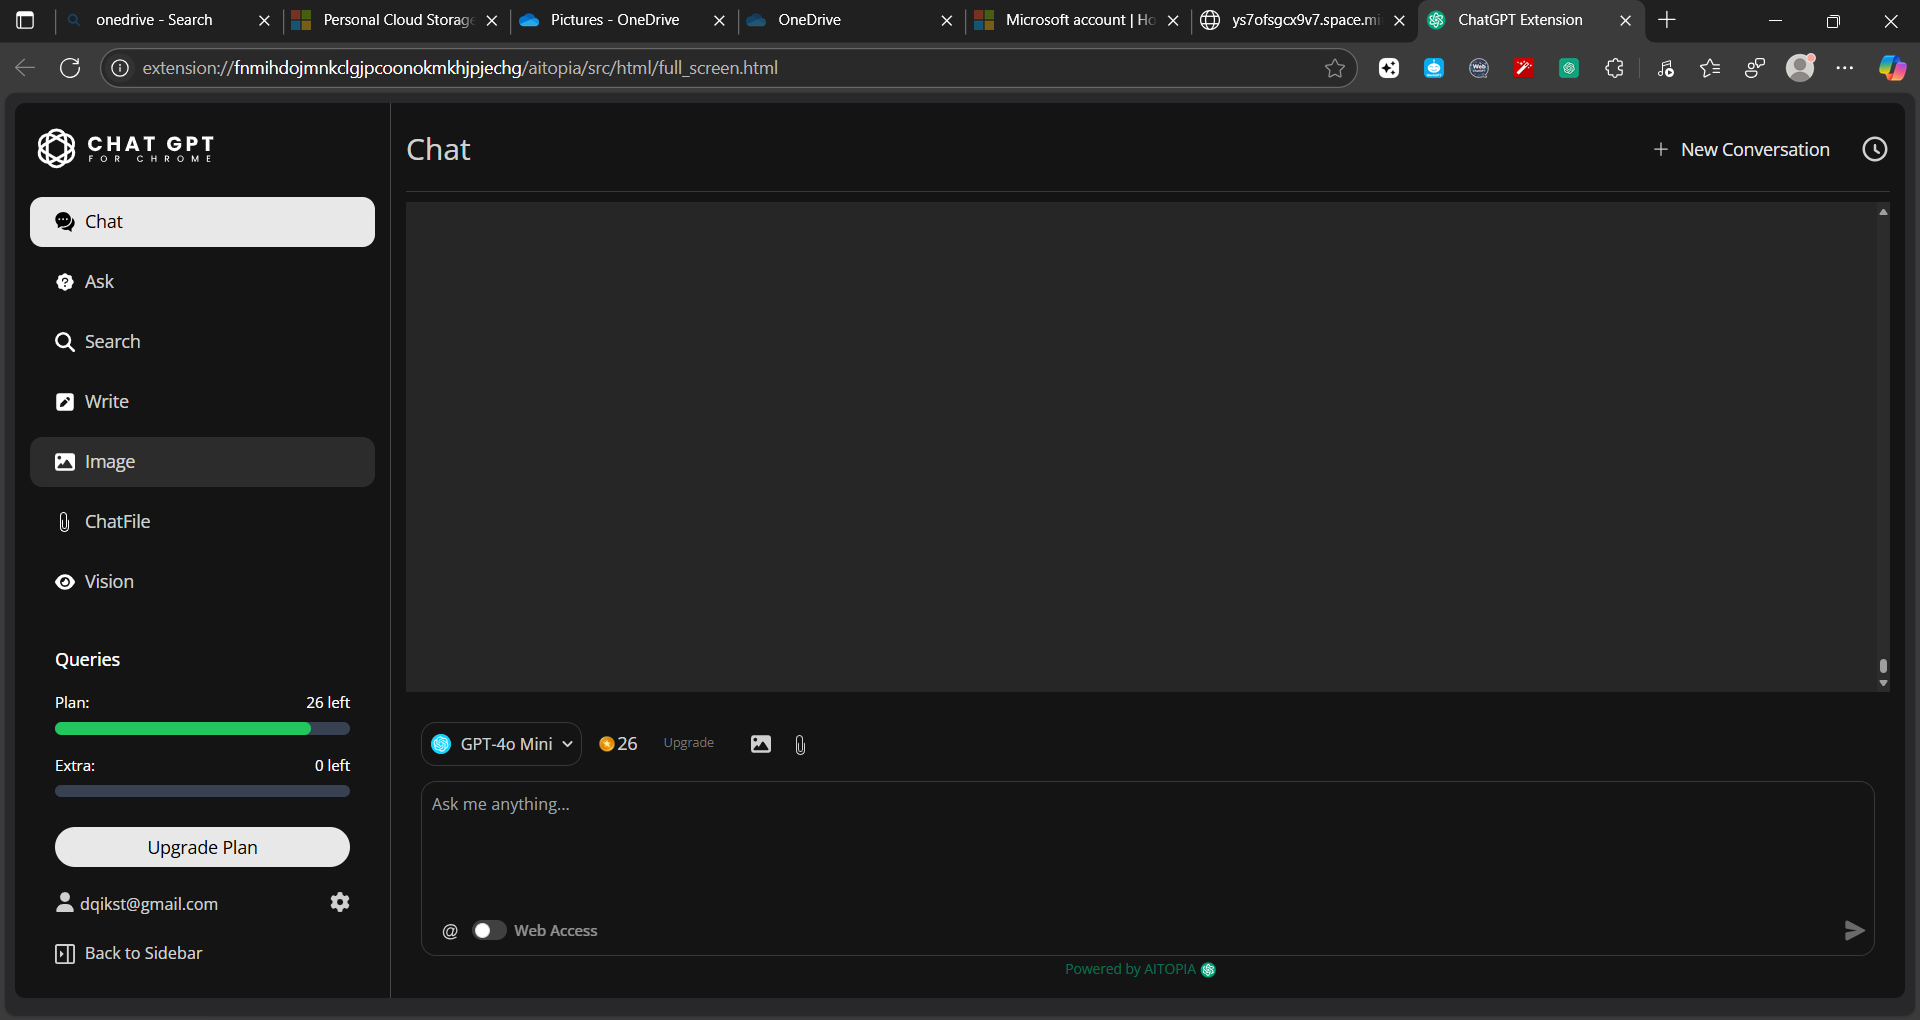 onedrive - Search
Personal Cloud Storage
Pictures - OneDrive
OneDrive
Microsoft account | Ho
ys7ofsgcx9v7.space.mi
ChatGPT Extension
extension://fnmihdojmnkclgjpcoonokmkhjpjechg/aitopia/src/html/full_screen.html
CHAT GPT
FOR CHROME
Chat
Ask
Search
Write
Image
ChatFile
Vision
Queries
Plan: 26 left
Extra: 0 left
Upgrade Plan
dqikst@gmail.com
Back to Sidebar
Chat
+ New Conversation
GPT-4o Mini
26
Upgrade
Ask me anything...
@ Web Access
Powered by AITOPIA